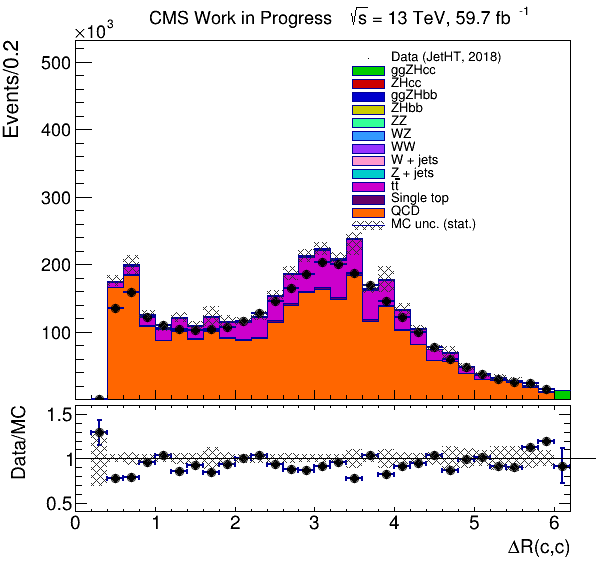 CMS Work in Progress √s = 13 TeV, 59.7 fb⁻¹
×10³
Events/0.2
500
400
300
200
100
Data (JetHT, 2018)
ggZHcc
ZHcc
ggZHbb
ZHbb
ZZ
WZ
WW
W + jets
Z + jets
tt̅
Single top
QCD
MC unc. (stat.)
Data/MC
1.5
1
0.5
0 1 2 3 4 5 6
ΔR(c,c)